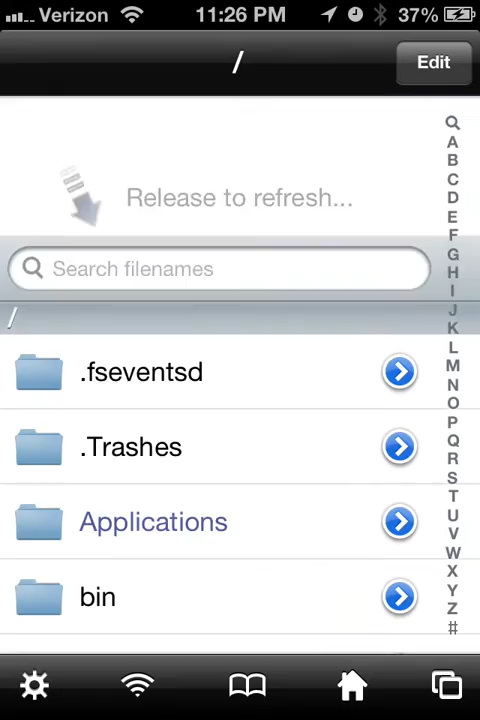 Verizon 11:26 PM 37%
/
Edit
Release to refresh...
Search filenames
/
.fseventsd
.Trashes
Applications
bin
A
B
C
D
E
F
G
H
I
J
K
L
M
N
O
P
Q
R
S
T
U
V
W
X
Y
Z
#